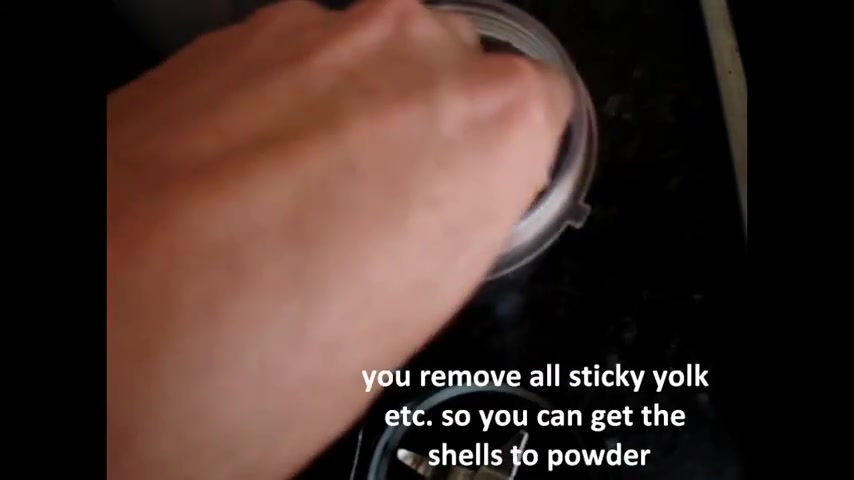 you remove all sticky yolk
etc. so you can get the
shells to powder